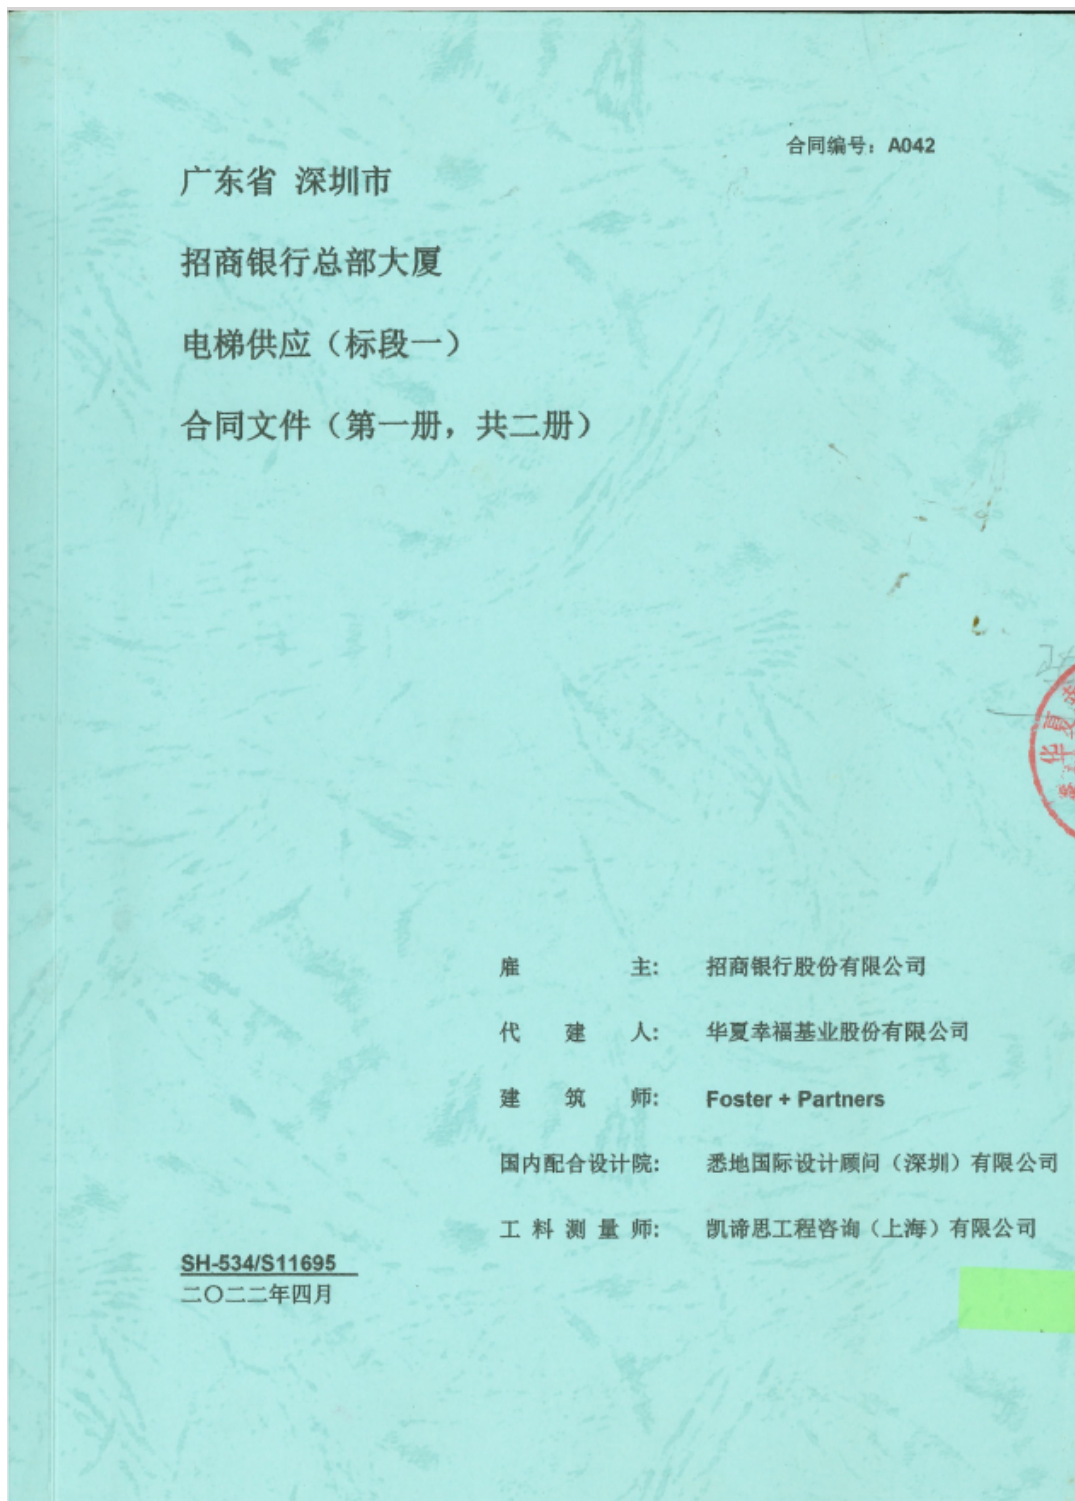 合同编号：A042
广东省 深圳市
招商银行总部大厦
电梯供应（标段一）
合同文件（第一册，共二册）
华夏
雇主: 招商银行股份有限公司
代建人: 华夏幸福基业股份有限公司
建筑师: Foster + Partners
国内配合设计院: 悉地国际设计顾问（深圳）有限公司
工料测量师: 凯谛思工程咨询（上海）有限公司
SH-534/S11695
二〇二二年四月